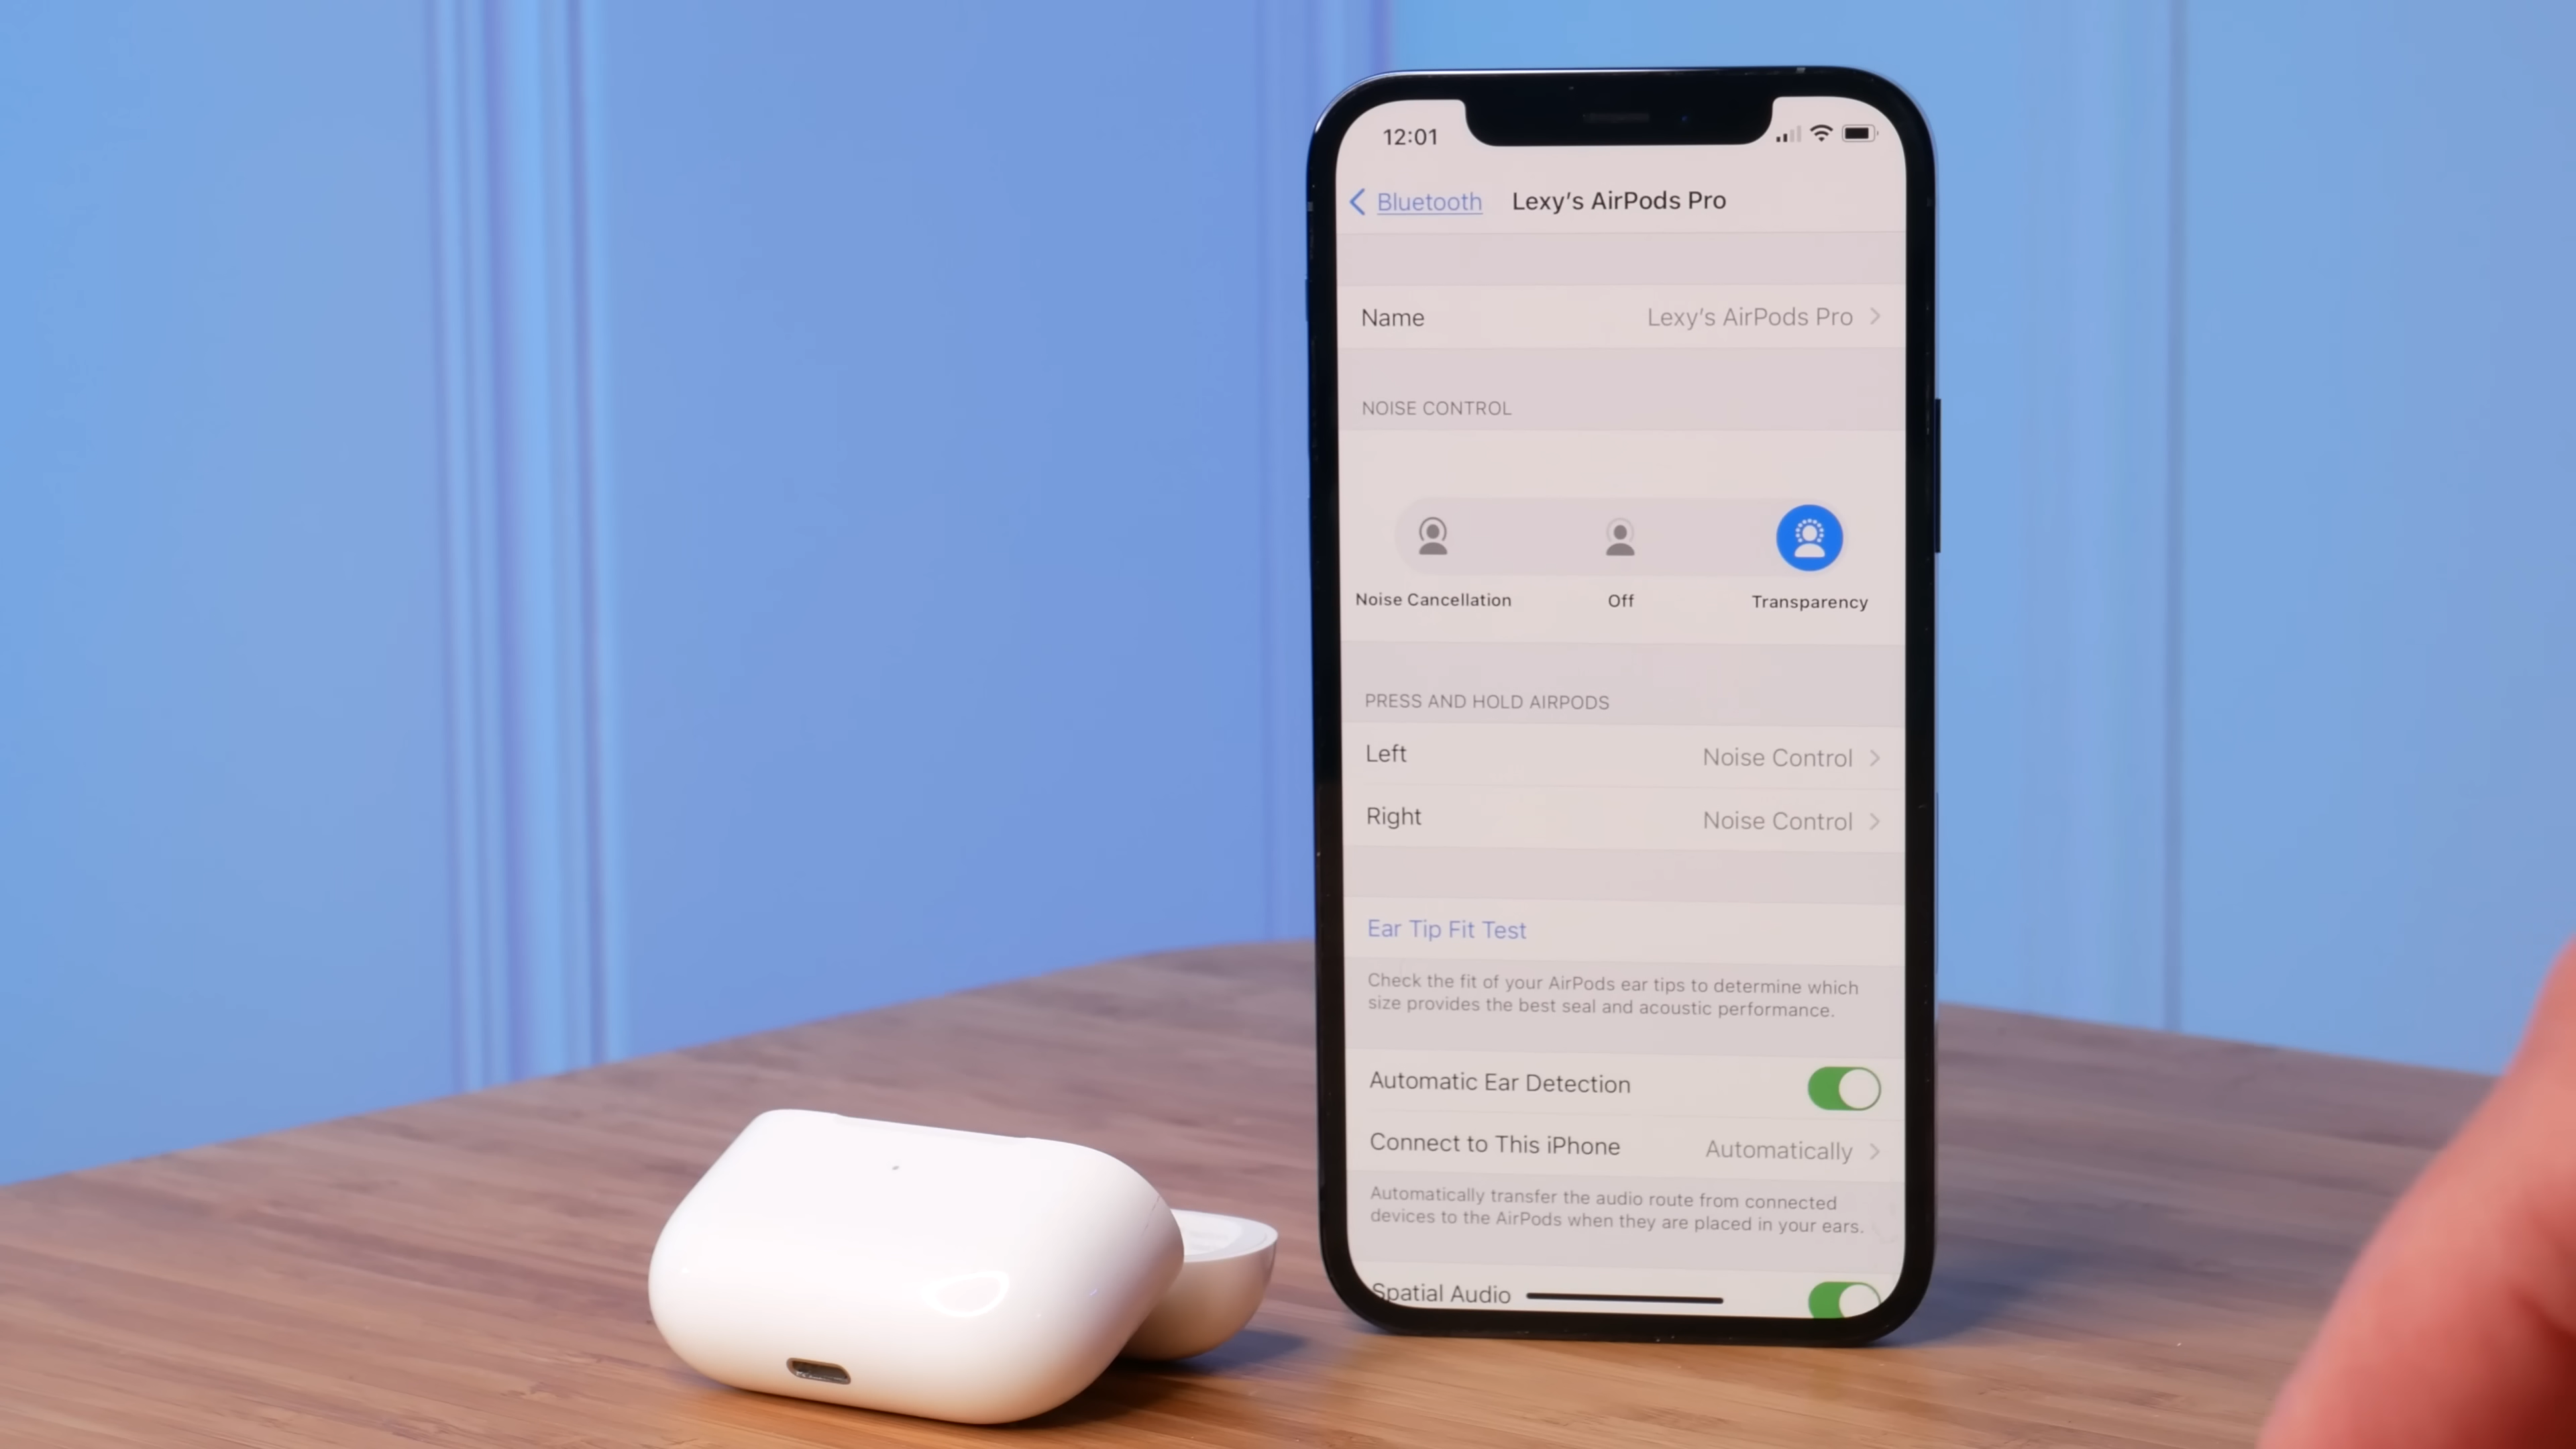 12:01
Bluetooth
Lexy's AirPods Pro
Name
Lexy's AirPods Pro
NOISE CONTROL
Noise Cancellation
Off
Transparency
PRESS AND HOLD AIRPODS
Left
Noise Control
Right
Noise Control
Ear Tip Fit Test
Check the fit of your AirPods ear tips to determine which
size provides the best seal and acoustic performance.
Automatic Ear Detection
Connect to This iPhone
Automatically
Automatically transfer the audio route from connected
devices to the AirPods when they are placed in your ears.
Spatial Audio